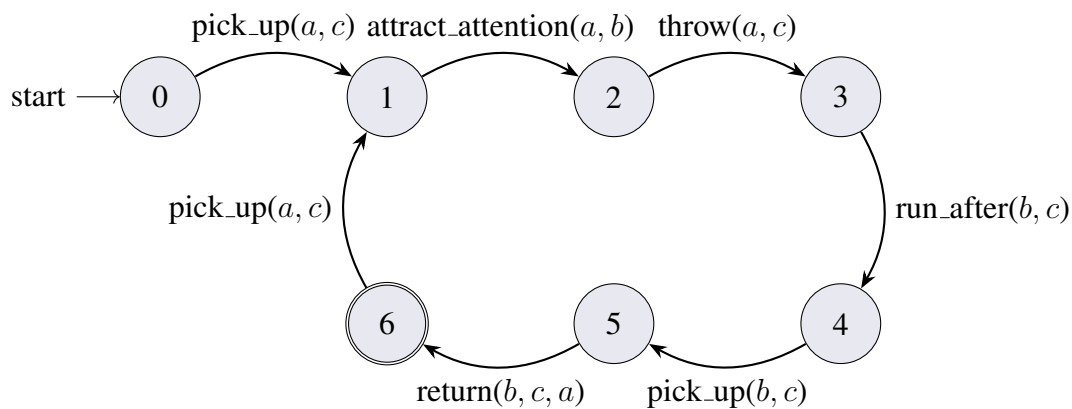 pick_up(a, c) attract_attention(a, b) throw(a, c)
start 0 1 2 3
pick_up(a, c) run_after(b, c)
6 5 4
return(b, c, a) pick_up(b, c)